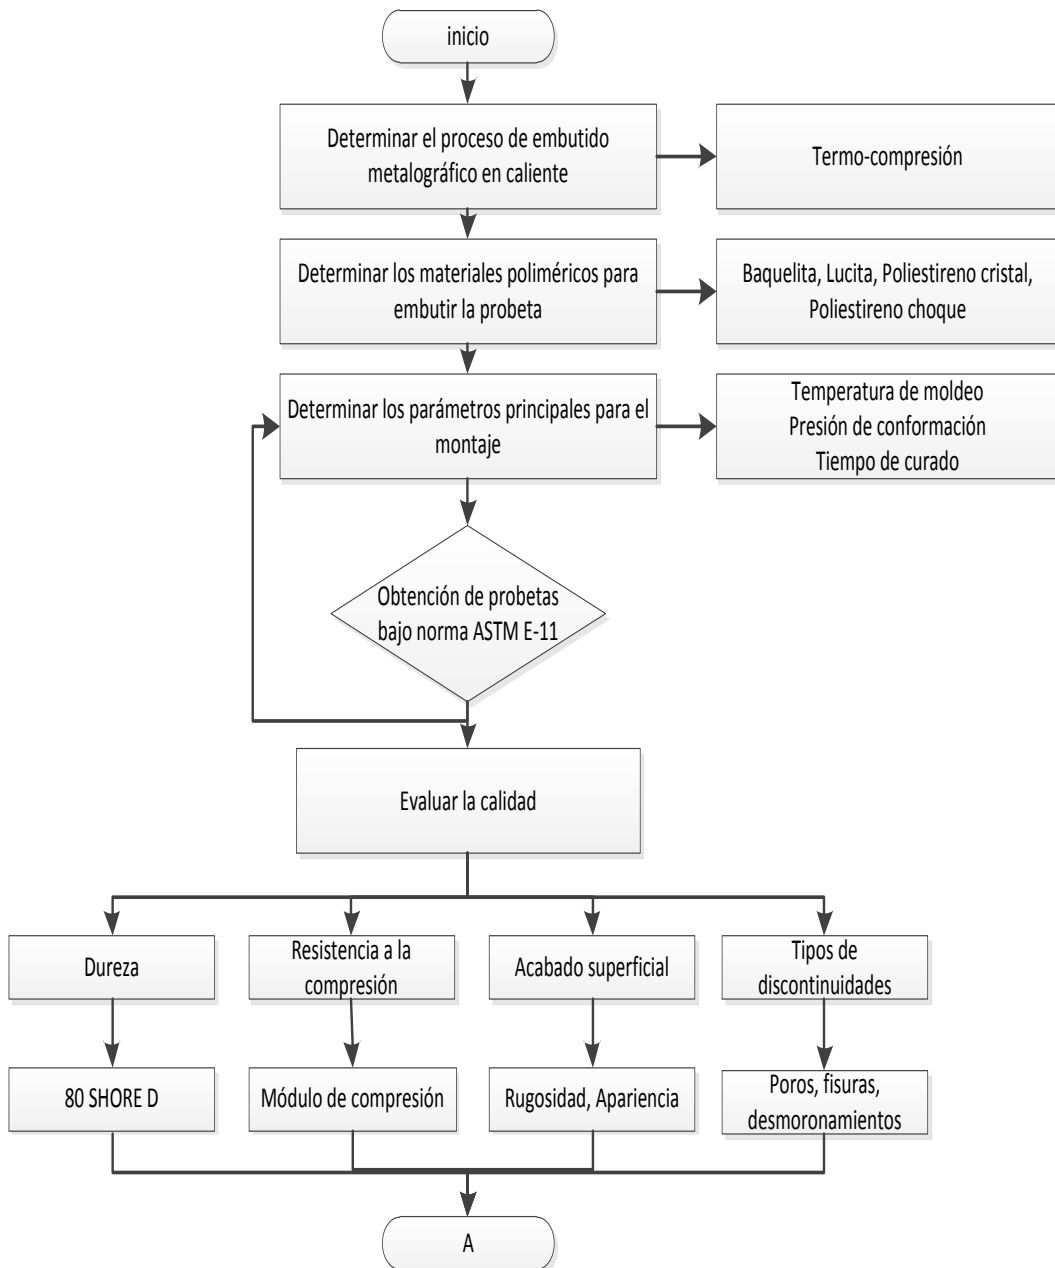 inicio
Determinar el proceso de embutido
metalográfico en caliente
Termo-compresión
Determinar los materiales poliméricos para
embutir la probeta
Baquelita, Lucita, Poliestireno cristal,
Poliestireno choque
Determinar los parámetros principales para el
montaje
Temperatura de moldeo
Presión de conformación
Tiempo de curado
Obtención de probetas
bajo norma ASTM E-11
Evaluar la calidad
Dureza
Resistencia a la
compresión
Acabado superficial
Tipos de
discontinuidades
80 SHORE D
Módulo de compresión
Rugosidad, Apariencia
Poros, fisuras,
desmoronamientos
A